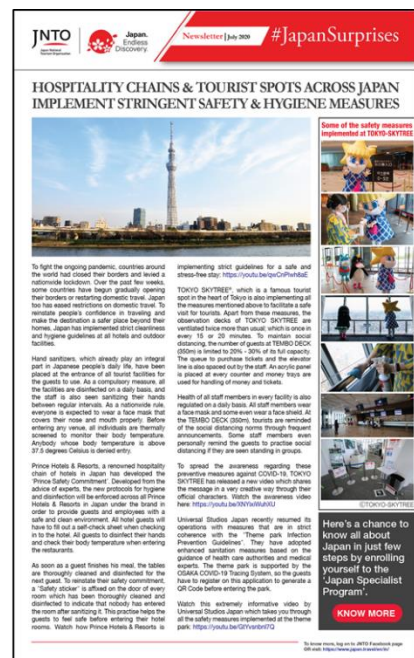 JNTO
Japan National
Tourism Organization
Japan.
Endless
Discovery.
Newsletter | July 2020
#JapanSurprises
HOSPITALITY CHAINS & TOURIST SPOTS ACROSS JAPAN
IMPLEMENT STRINGENT SAFETY & HYGIENE MEASURES
Some of the safety measures
implemented at TOKYO-SKYTREE
To fight the ongoing pandemic, countries around
the world had closed their borders and levied a
nationwide lockdown. Over the past few weeks,
some countries have begun gradually opening
their borders or restarting domestic travel. Japan
too has eased restrictions on domestic travel. To
reinstate people's confidence in traveling and
make the destination a safer place beyond their
homes, Japan has implemented strict cleanliness
and hygiene guidelines at all hotels and outdoor
facilities.
Hand sanitizers, which already play an integral
part in Japanese people's daily life, have been
placed at the entrance of all tourist facilities for
the guests to use. As a compulsory measure, all
the facilities are disinfected on a daily basis, and
the staff is also seen sanitizing their hands
between regular intervals. As a nationwide rule,
everyone is expected to wear a face mask that
covers their nose and mouth properly. Before
entering any venue, all individuals are thermally
screened to monitor their body temperature.
Anybody whose body temperature is above
37.5 degrees Celsius is denied entry.
Prince Hotels & Resorts, a renowned hospitality
chain of hotels in Japan has developed the
'Prince Safety Commitment'. Developed from the
advice of experts, the new protocols for hygiene
and disinfection will be enforced across all Prince
Hotels & Resorts in Japan under the brand in
order to provide guests and employees with a
safe and clean environment. All hotel guests will
have to fill out a self-check sheet when checking
in to the hotel. All guests to disinfect their hands
and check their body temperature when entering
the restaurants.
As soon as a guest finishes his meal, the tables
are thoroughly cleaned and disinfected for the
next guest. To reinstate their safety commitment,
a 'Safety sticker' is affixed on the door of every
room which has been thoroughly cleaned and
disinfected to indicate that nobody has entered
the room after sanitizing it. This practise helps the
guests to feel safe before entering their hotel
rooms. Watch how Prince Hotels & Resorts is
implementing strict guidelines for a safe and
stress-free stay:
TOKYO SKYTREE®, which is a famous tourist
spot in the heart of Tokyo is also implementing all
the measures mentioned above to facilitate a safe
visit for tourists. Apart from these measures, the
observation decks of TOKYO SKYTREE are
ventilated twice more than usual; which is once in
every 15 or 20 minutes. To maintain social
distancing, the number of guests at TEMBO DECK
(350m) is limited to 20% - 30% of its full capacity.
The queue to purchase tickets and the elevator
line is also spaced out by the staff. An acrylic panel
is placed at every counter and money trays are
used for handling of money and tickets.
Health of all staff members in every facility is also
regulated on a daily basis. All staff members wear
a face mask and some even wear a face shield. At
the TEMBO DECK (350m), tourists are reminded
of the social distancing norms through frequent
announcements. Some staff members even
personally remind the guests to practise social
distancing if they are seen standing in groups.
To spread the awareness regarding these
preventive measures against COVID-19, TOKYO
SKYTREE has released a new video which shares
the message in a very creative way through their
official characters. Watch the awareness video
here:
Universal Studios Japan recently resumed its
operations with measures that are in strict
coherence with the 'Theme park Infection
Prevention Guidelines'. They have adopted
enhanced sanitation measures based on the
guidance of health care authorities and medical
experts. The theme park is supported by the
OSAKA COVID-19 Tracing System, so the guests
have to register on this application to generate a
QR Code before entering the park.
Watch this extremely informative video by
Universal Studios Japan which takes you through
all the safety measures implemented at the theme
park:
©TOKYO-SKYTREE
Here's a chance to
know all about
Japan in just few
steps by enrolling
yourself to the
'Japan Specialist
Program'.
KNOW MORE
To know more, log on to JNTO Facebook page
OR visit: https://www.japan.travel/en/in/